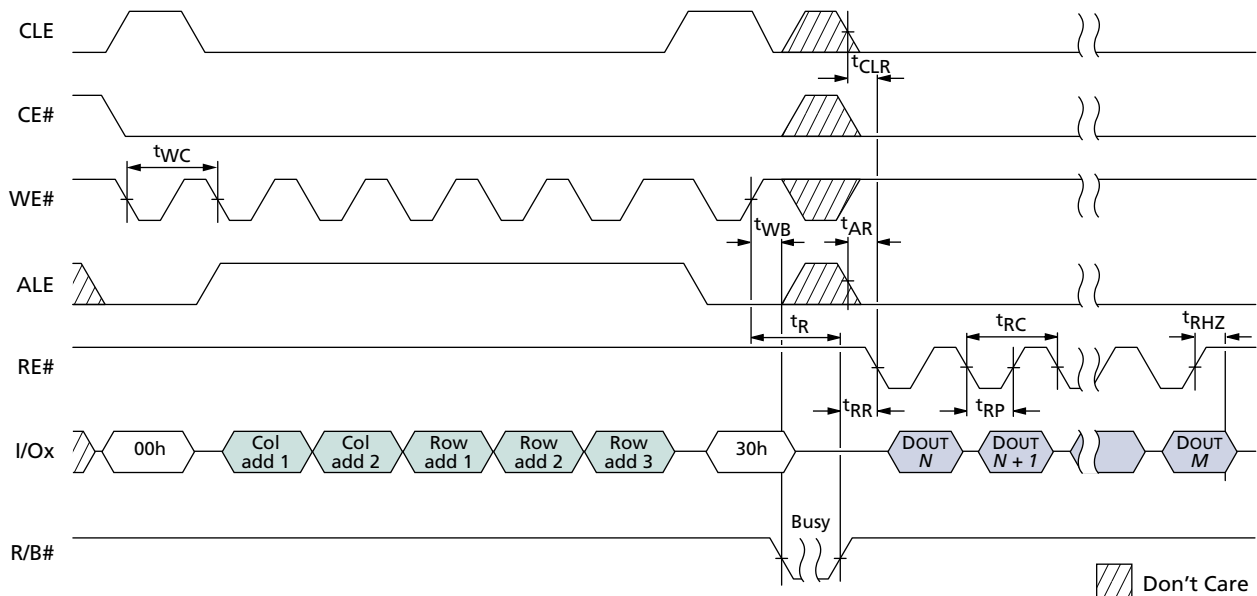 CLE
tCLR
CE#
tWC
WE#
tWB
tAR
ALE
tR
tRC
tRHZ
RE#
tRR
tRP
I/Ox
00h
Col add 1
Col add 2
Row add 1
Row add 2
Row add 3
30h
DOUT N
DOUT N + 1
DOUT M
Busy
R/B#
Don't Care